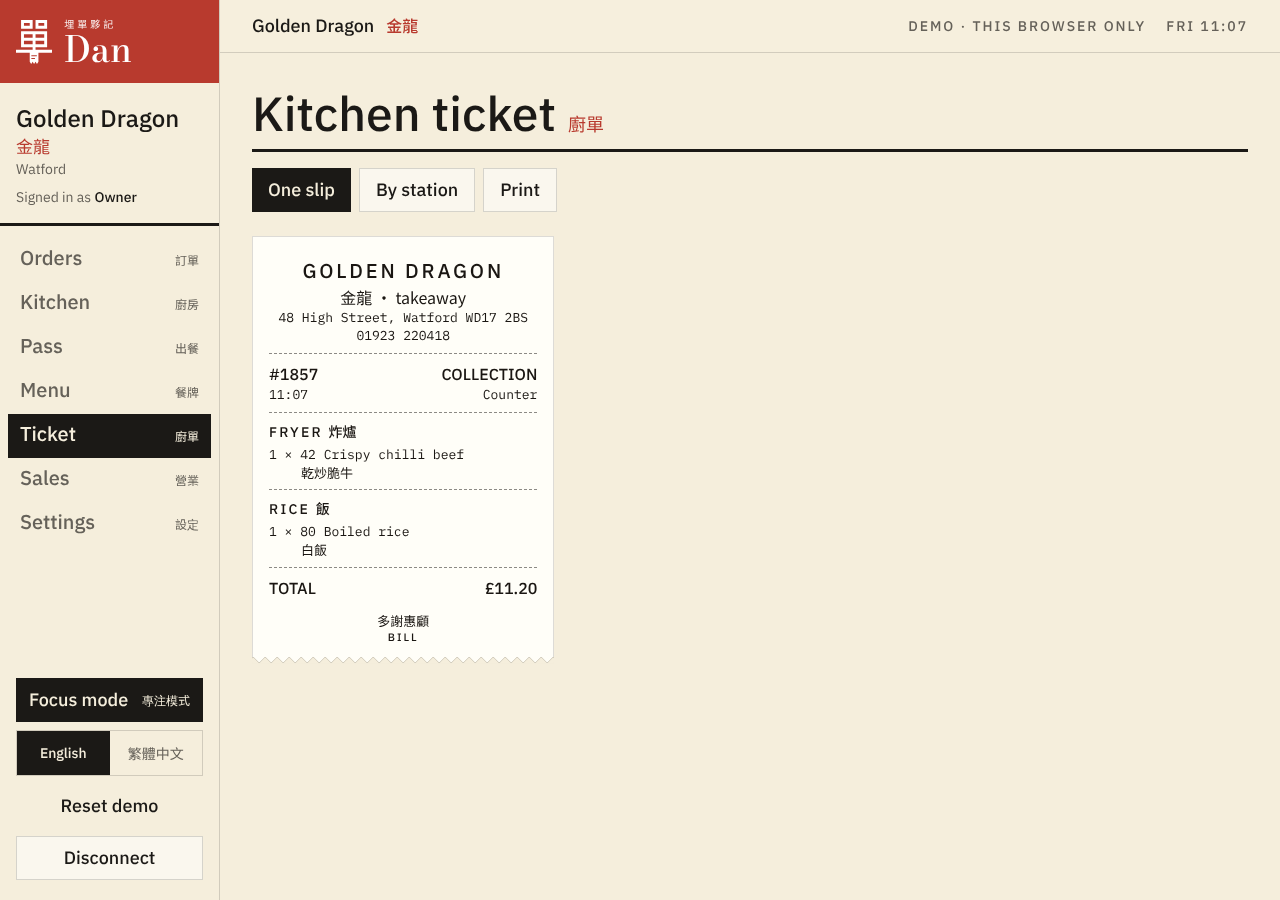 單
埋單夥記
Dan
Golden Dragon
金龍
Watford
Signed in as Owner
Orders 訂單
Kitchen 廚房
Pass 出餐
Menu 餐牌
Ticket 廚單
Sales 營業
Settings 設定
Focus mode 專注模式
English 繁體中文
Reset demo
Disconnect
Golden Dragon 金龍
DEMO · THIS BROWSER ONLY FRI 11:07
Kitchen ticket 廚單
One slip By station Print
GOLDEN DRAGON
金龍 · takeaway
48 High Street, Watford WD17 2BS
01923 220418
#1857 COLLECTION
11:07 Counter
FRYER 炸爐
1 × 42 Crispy chilli beef
乾炒脆牛
RICE 飯
1 × 80 Boiled rice
白飯
TOTAL £11.20
多謝惠顧
BILL